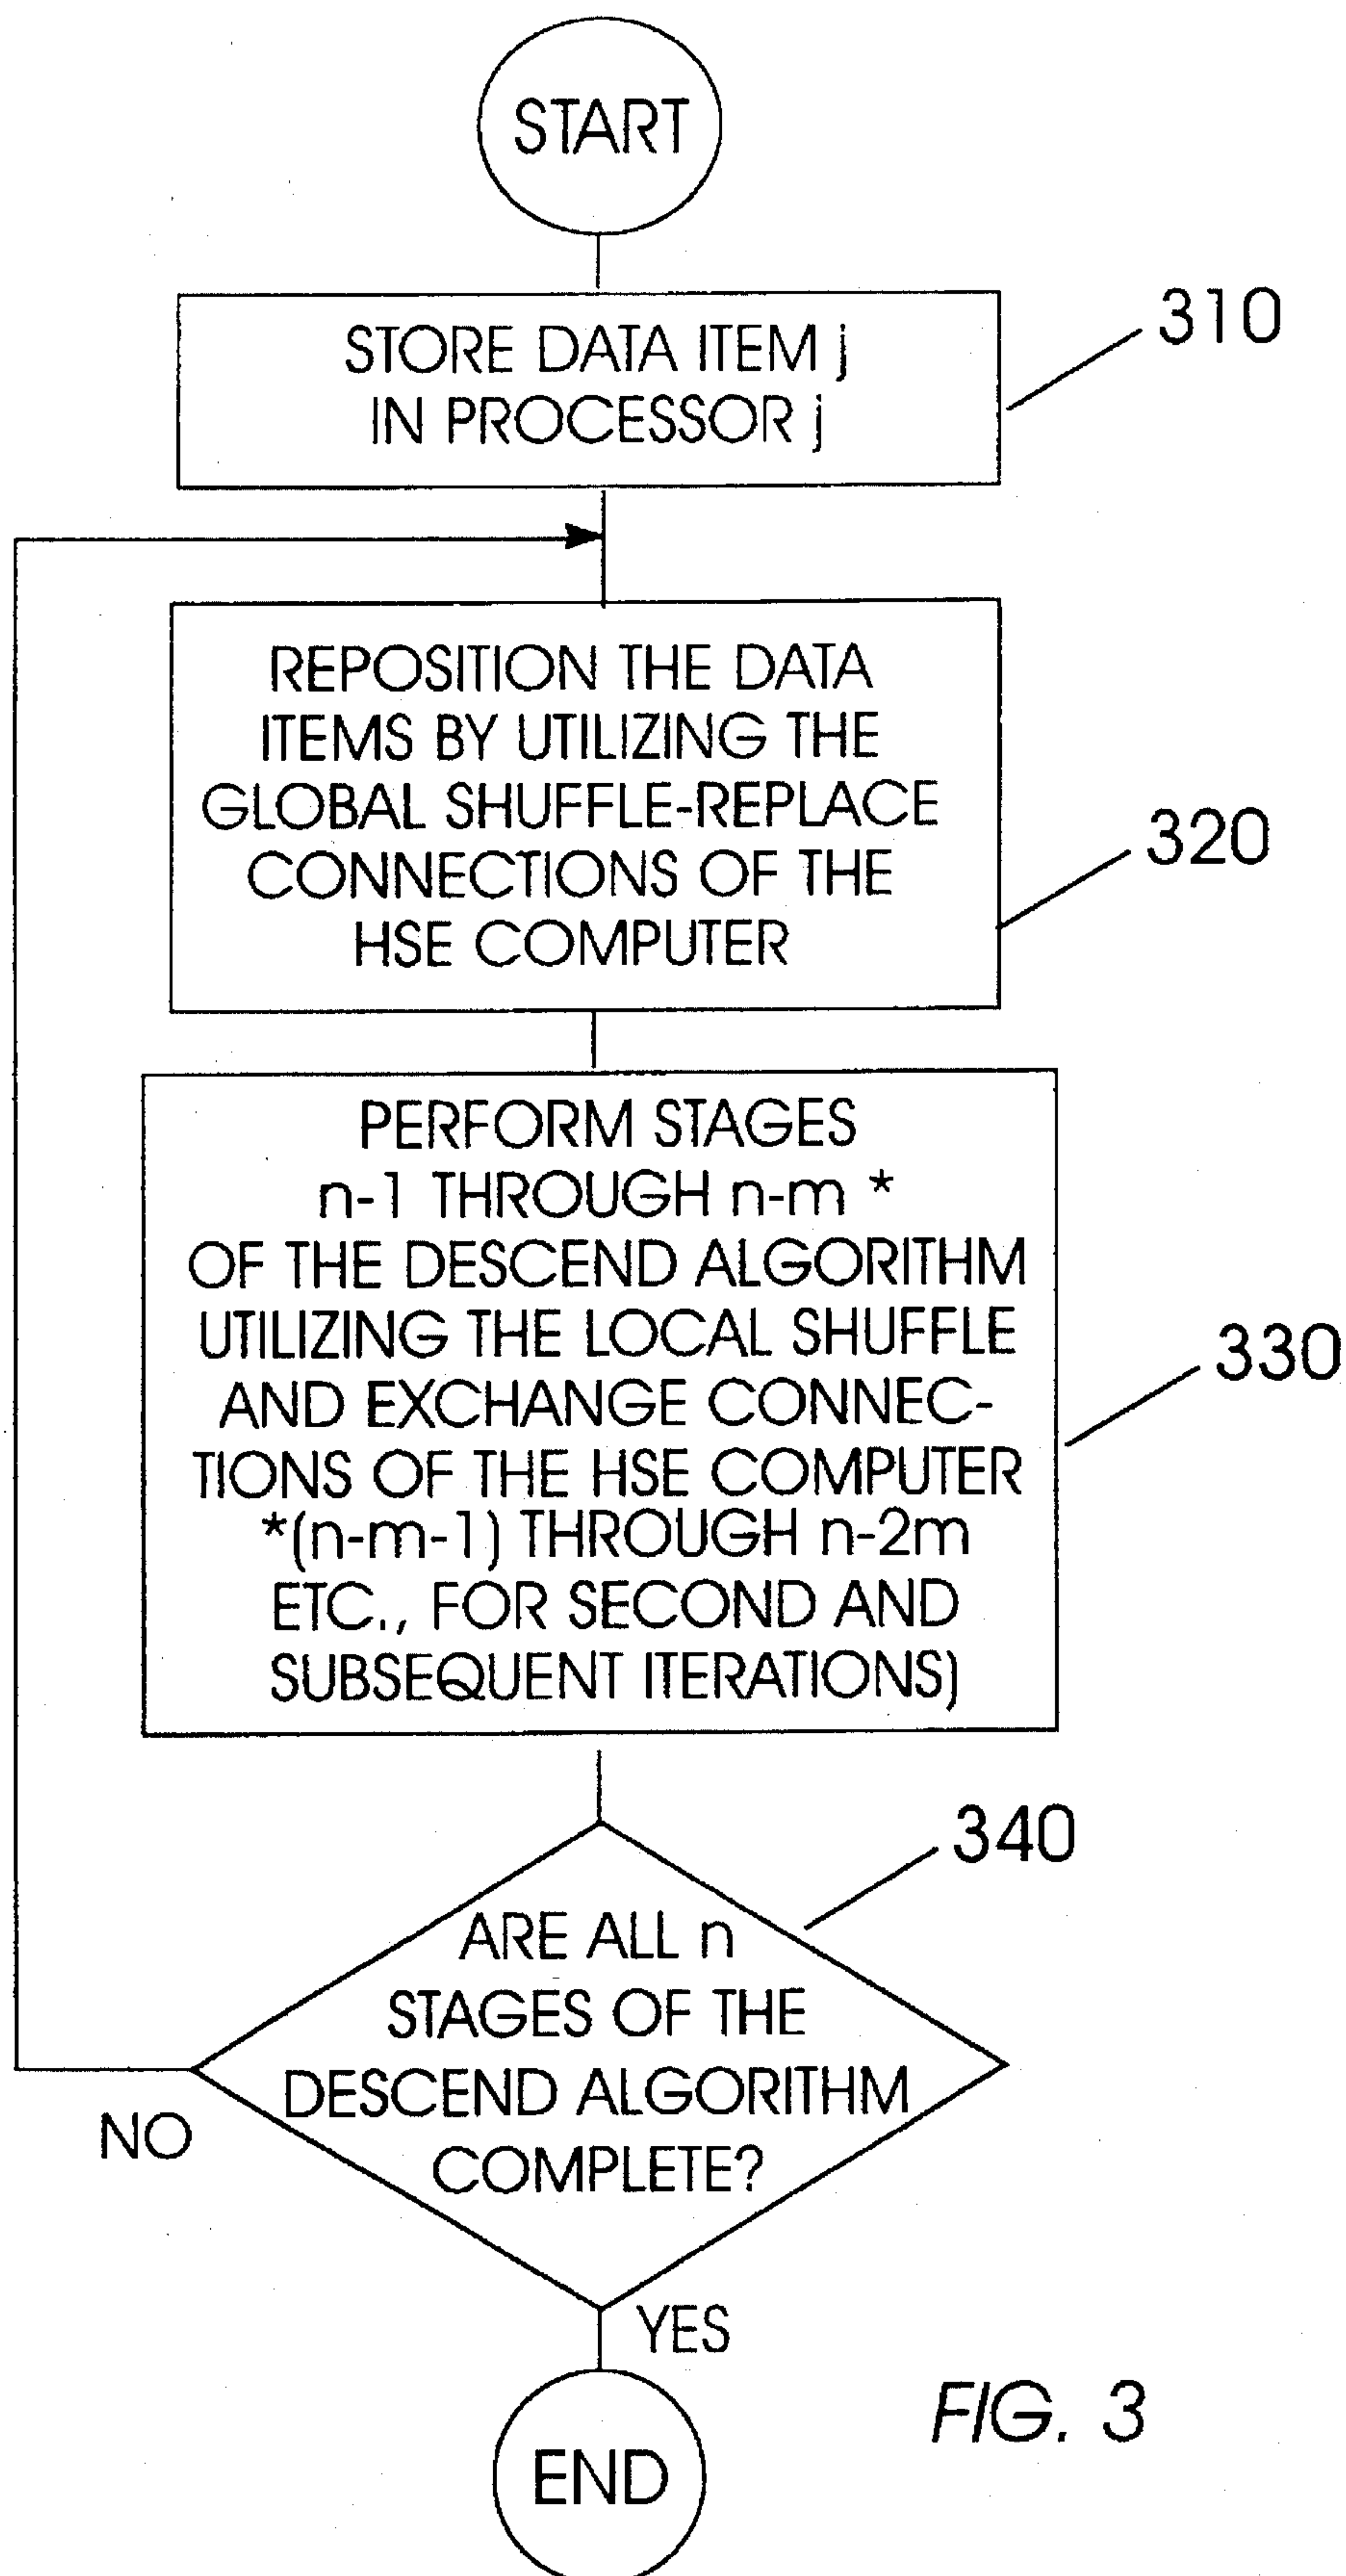 START
STORE DATA ITEM j
IN PROCESSOR j
310
REPOSITION THE DATA
ITEMS BY UTILIZING THE
GLOBAL SHUFFLE-REPLACE
CONNECTIONS OF THE
HSE COMPUTER
320
PERFORM STAGES
n-1 THROUGH n-m *
OF THE DESCEND ALGORITHM
UTILIZING THE LOCAL SHUFFLE
AND EXCHANGE CONNEC-
TIONS OF THE HSE COMPUTER
*(n-m-1) THROUGH n-2m
ETC., FOR SECOND AND
SUBSEQUENT ITERATIONS)
330
340
ARE ALL n
STAGES OF THE
DESCEND ALGORITHM
COMPLETE?
NO
YES
END
FIG. 3